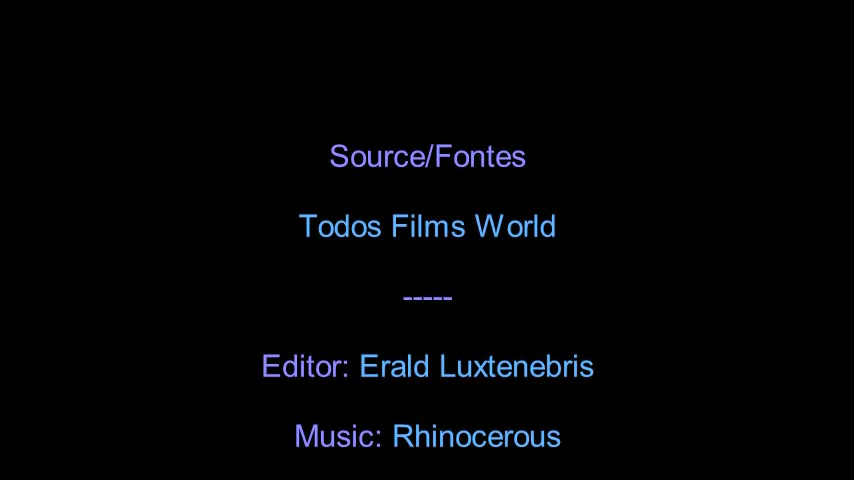 Source/Fontes
Todos Films World
-----
Editor: Erald Luxtenebris
Music: Rhinocerous